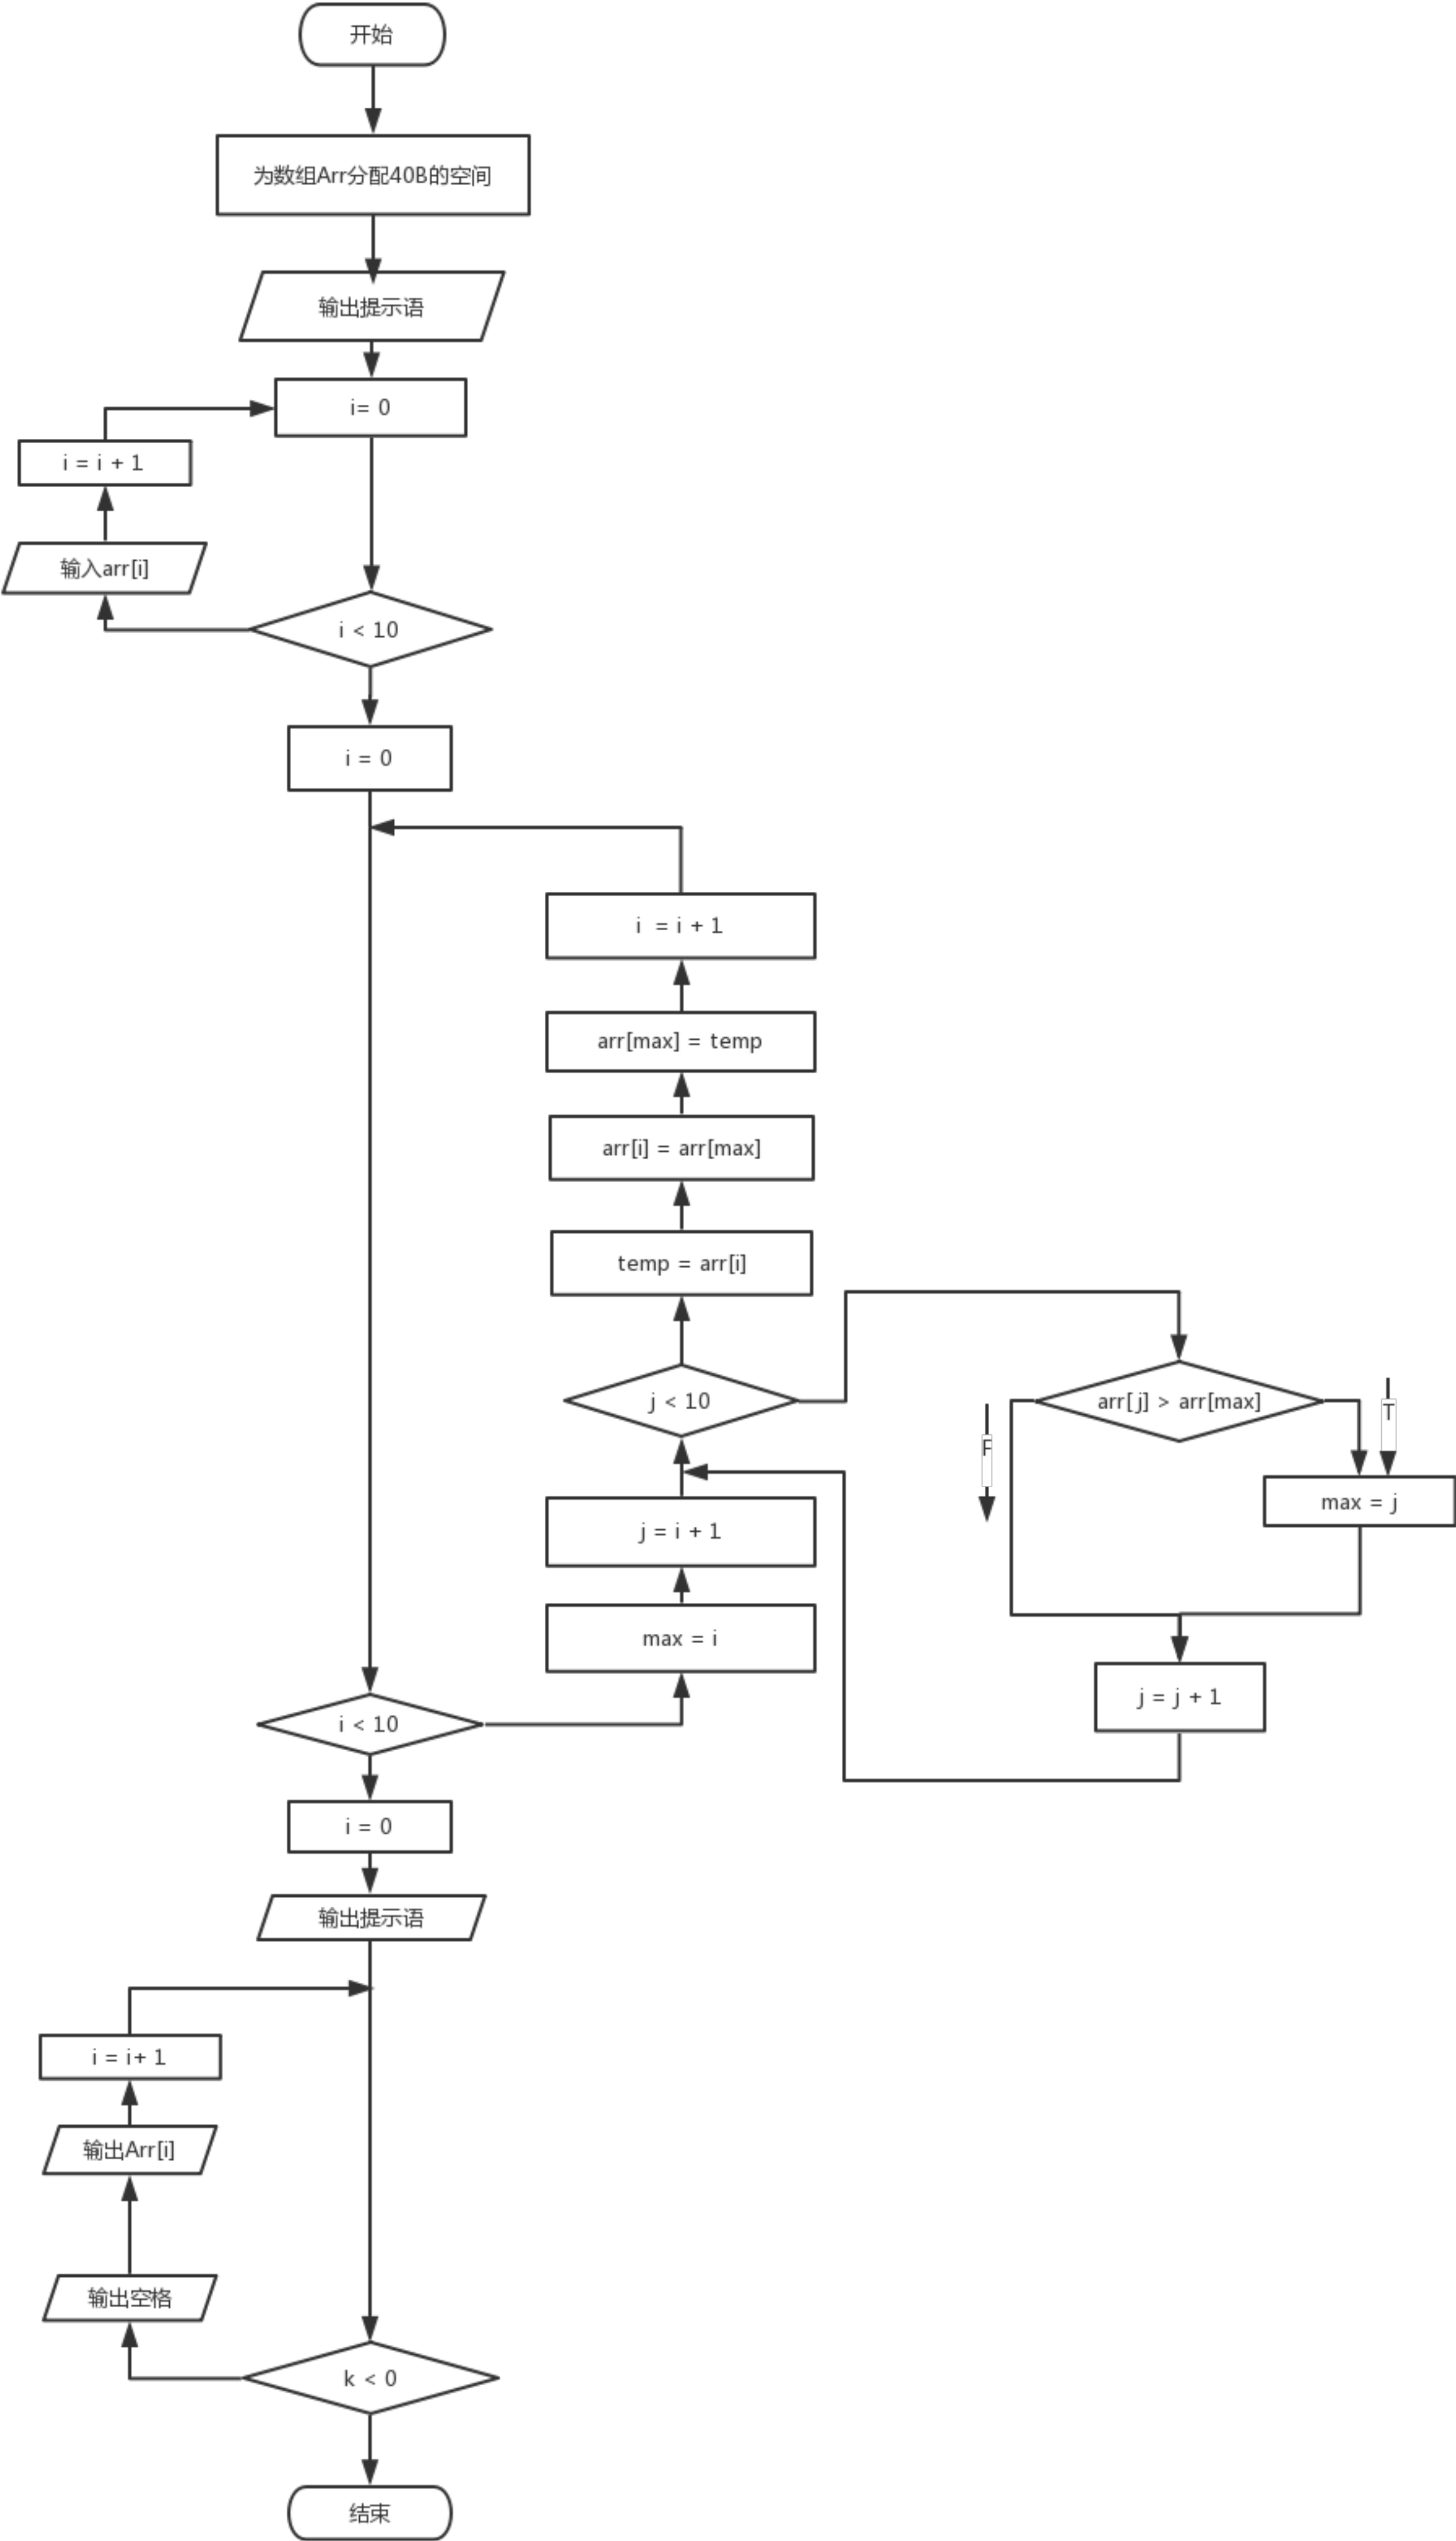 开始
为数组Arr分配40B的空间
输出提示语
i= 0
i = i + 1
输入arr[i]
i < 10
i = 0
i = i + 1
arr[max] = temp
arr[i] = arr[max]
temp = arr[i]
j < 10
arr[j] > arr[max]
T
F
max = j
j = i + 1
max = i
j = j + 1
i < 10
i = 0
输出提示语
i = i+ 1
输出Arr[i]
输出空格
k < 0
结束